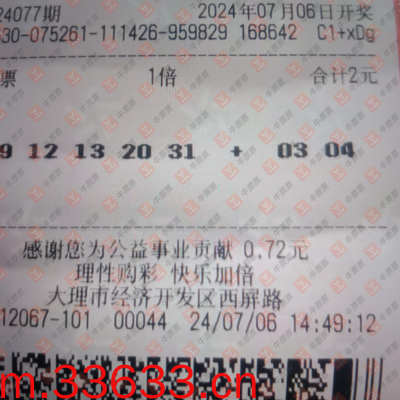 24077期 2024年07月06日开奖
630-075261-111426-959829 168642 C1+xDg
票 1倍 合计2元
9 12 13 20 31 + 03 04
感谢您为公益事业贡献 0.72元
理性购彩 快乐加倍
大理市经济开发区西屏路
12067-101 00044 24/07/06 14:49:12
m.33633.cn